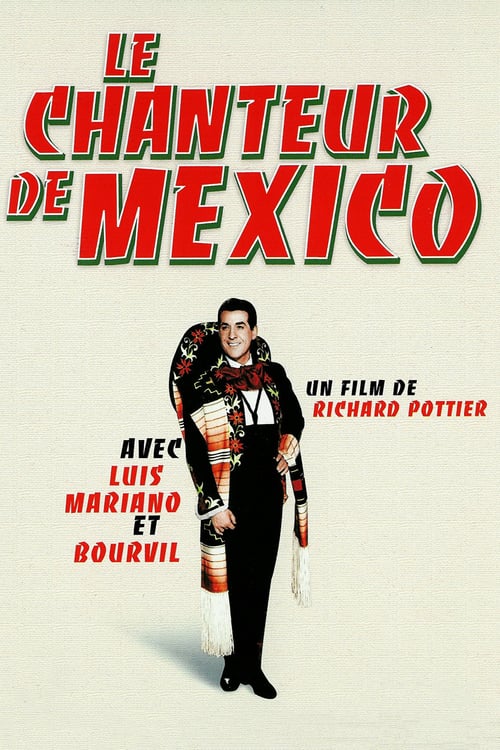 LE
CHANTEUR
DE MEXICO
UN FILM DE
RICHARD POTTIER
AVEC
LUIS
MARIANO
ET
BOURVIL